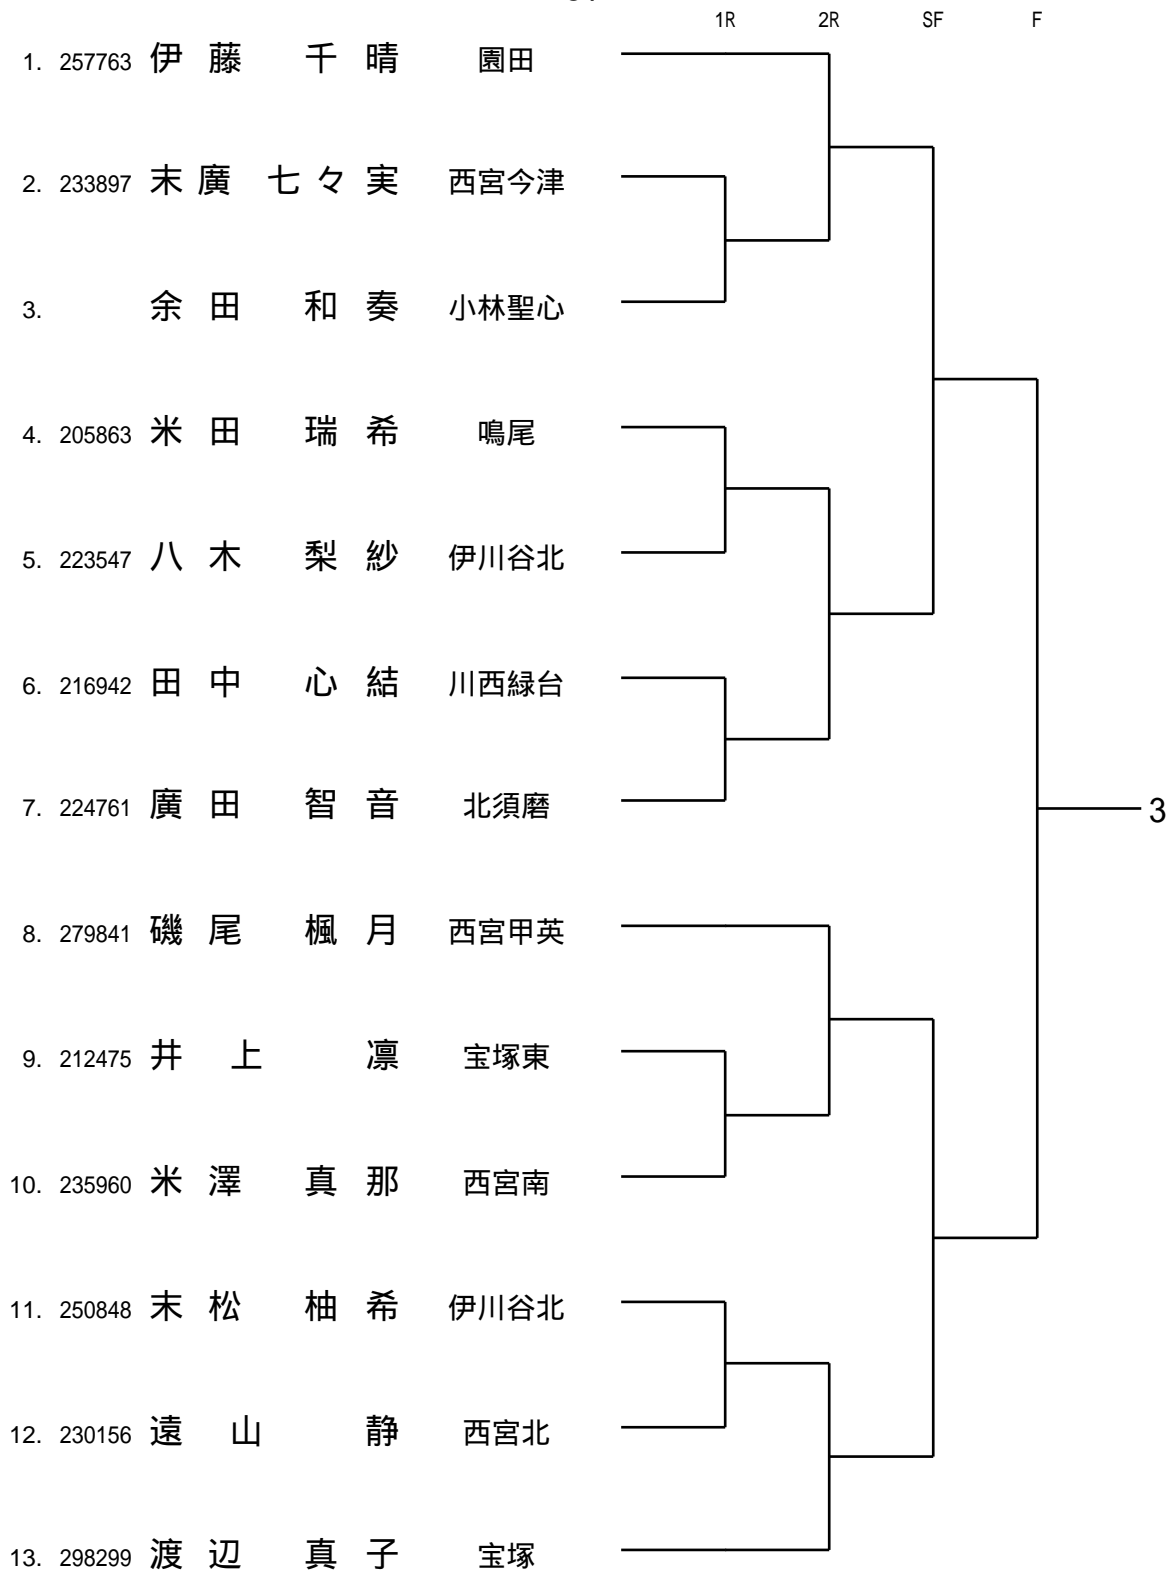 1R 2R SF F
1. 257763 伊藤 千晴 園田
2. 233897 末廣 七々実 西宮今津
3. 余田 和奏 小林聖心
4. 205863 米田 瑞希 鳴尾
5. 223547 八木 梨紗 伊川谷北
6. 216942 田中 心結 川西緑台
7. 224761 廣田 智音 北須磨
3
8. 279841 磯尾 楓月 西宮甲英
9. 212475 井上 凛 宝塚東
10. 235960 米澤 真那 西宮南
11. 250848 末松 柚希 伊川谷北
12. 230156 遠山 静 西宮北
13. 298299 渡辺 真子 宝塚